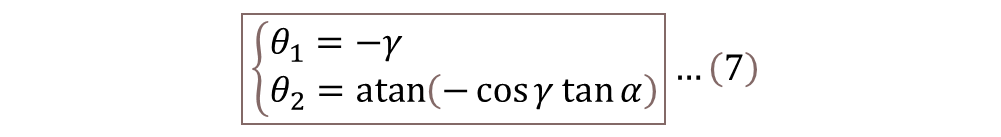 θ₁ = −γ
θ₂ = atan(− cos γ tan α) … (7)